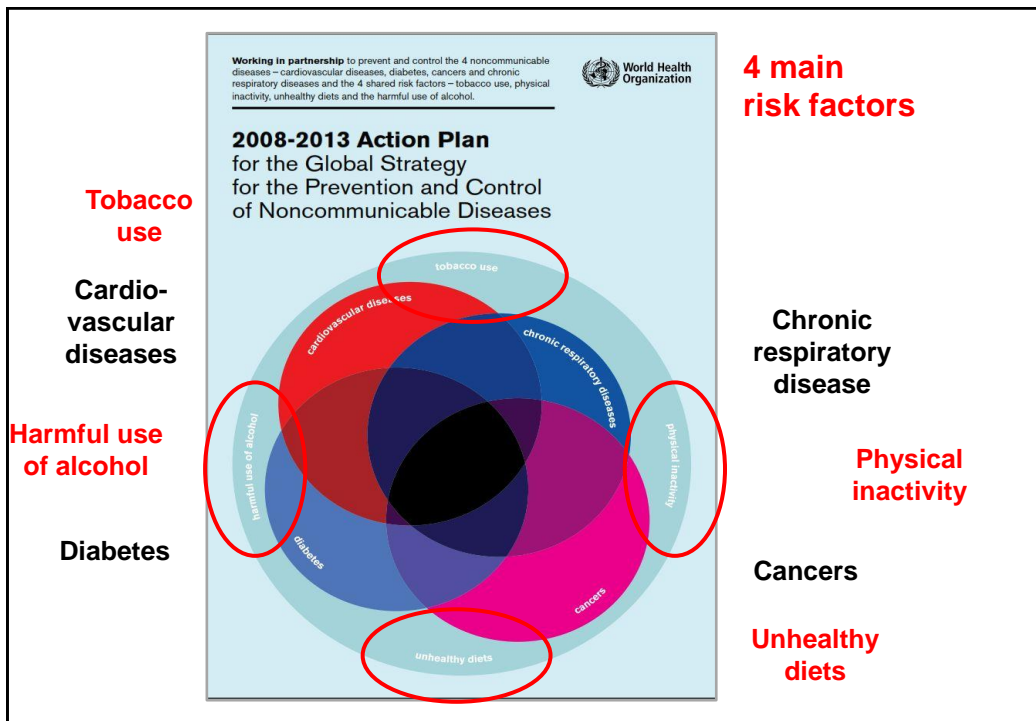 Working in partnership to prevent and control the 4 noncommunicable
diseases – cardiovascular diseases, diabetes, cancers and chronic
respiratory diseases and the 4 shared risk factors – tobacco use, physical
inactivity, unhealthy diets and the harmful use of alcohol.
World Health
Organization
4 main
risk factors
2008-2013 Action Plan
for the Global Strategy
for the Prevention and Control
of Noncommunicable Diseases
Tobacco
use
tobacco use
Cardio-
vascular
diseases
cardiovascular diseases
chronic respiratory diseases
Chronic
respiratory
disease
Harmful use
of alcohol
harmful use of alcohol
physical inactivity
Physical
inactivity
Diabetes
diabetes
cancers
Cancers
unhealthy diets
Unhealthy
diets